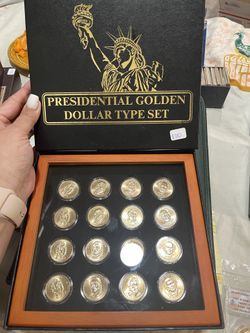 PRESIDENTIAL GOLDEN
DOLLAR TYPE SET